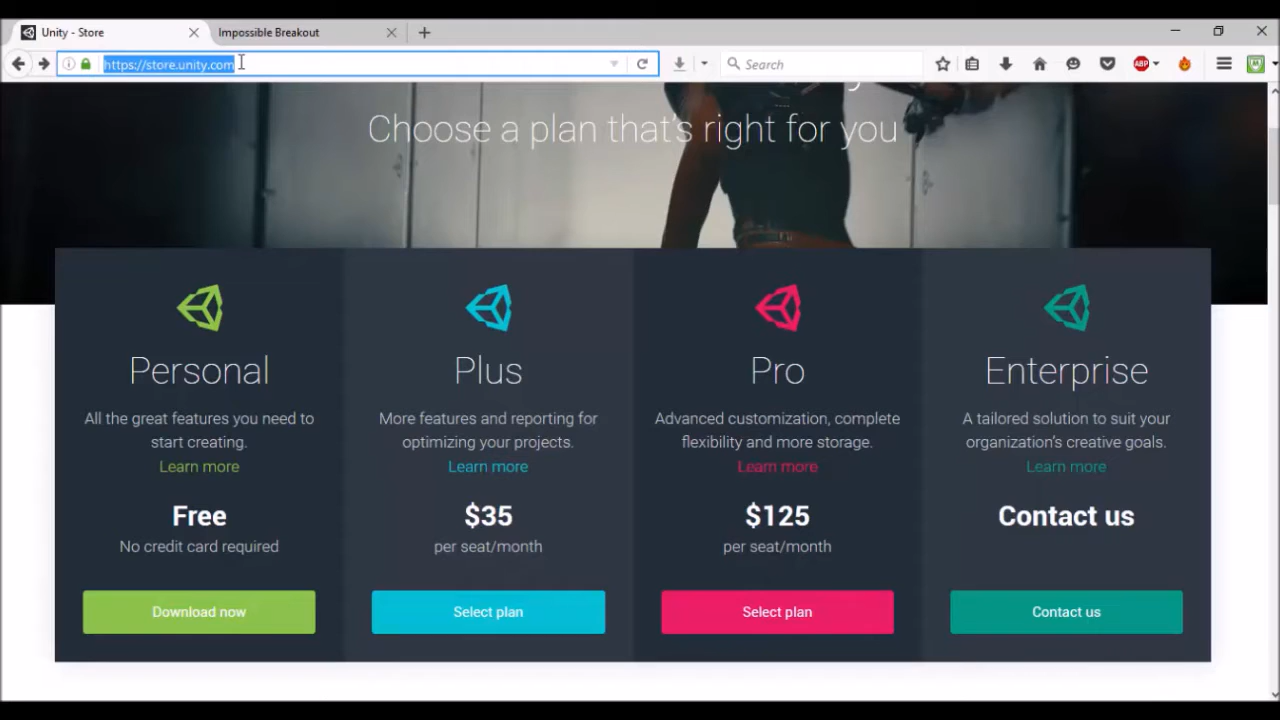 Unity - Store
Impossible Breakout
https://store.unity.com
Search
ABP
Choose a plan that's right for you
Personal
All the great features you need to
start creating.
Learn more
Free
No credit card required
Download now
Plus
More features and reporting for
optimizing your projects.
Learn more
$35
per seat/month
Select plan
Pro
Advanced customization, complete
flexibility and more storage.
Learn more
$125
per seat/month
Select plan
Enterprise
A tailored solution to suit your
organization's creative goals.
Learn more
Contact us
Contact us